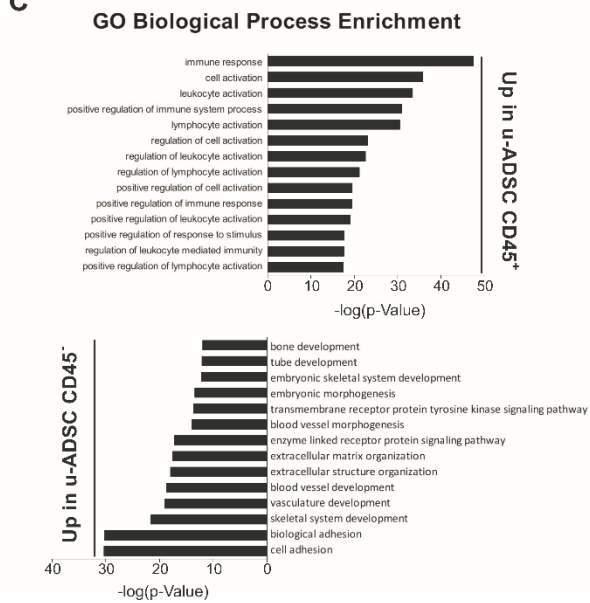 C
GO Biological Process Enrichment
immune response
cell activation
leukocyte activation
positive regulation of immune system process
lymphocyte activation
regulation of cell activation
regulation of leukocyte activation
regulation of lymphocyte activation
positive regulation of cell activation
positive regulation of immune response
positive regulation of leukocyte activation
positive regulation of response to stimulus
regulation of leukocyte mediated immunity
positive regulation of lymphocyte activation
0 10 20 30 40 50
-log(p-Value)
Up in u-ADSC CD45⁺
Up in u-ADSC CD45⁻
bone development
tube development
embryonic skeletal system development
embryonic morphogenesis
transmembrane receptor protein tyrosine kinase signaling pathway
blood vessel morphogenesis
enzyme linked receptor protein signaling pathway
extracellular matrix organization
extracellular structure organization
blood vessel development
vasculature development
skeletal system development
biological adhesion
cell adhesion
40 30 20 10 0
-log(p-Value)